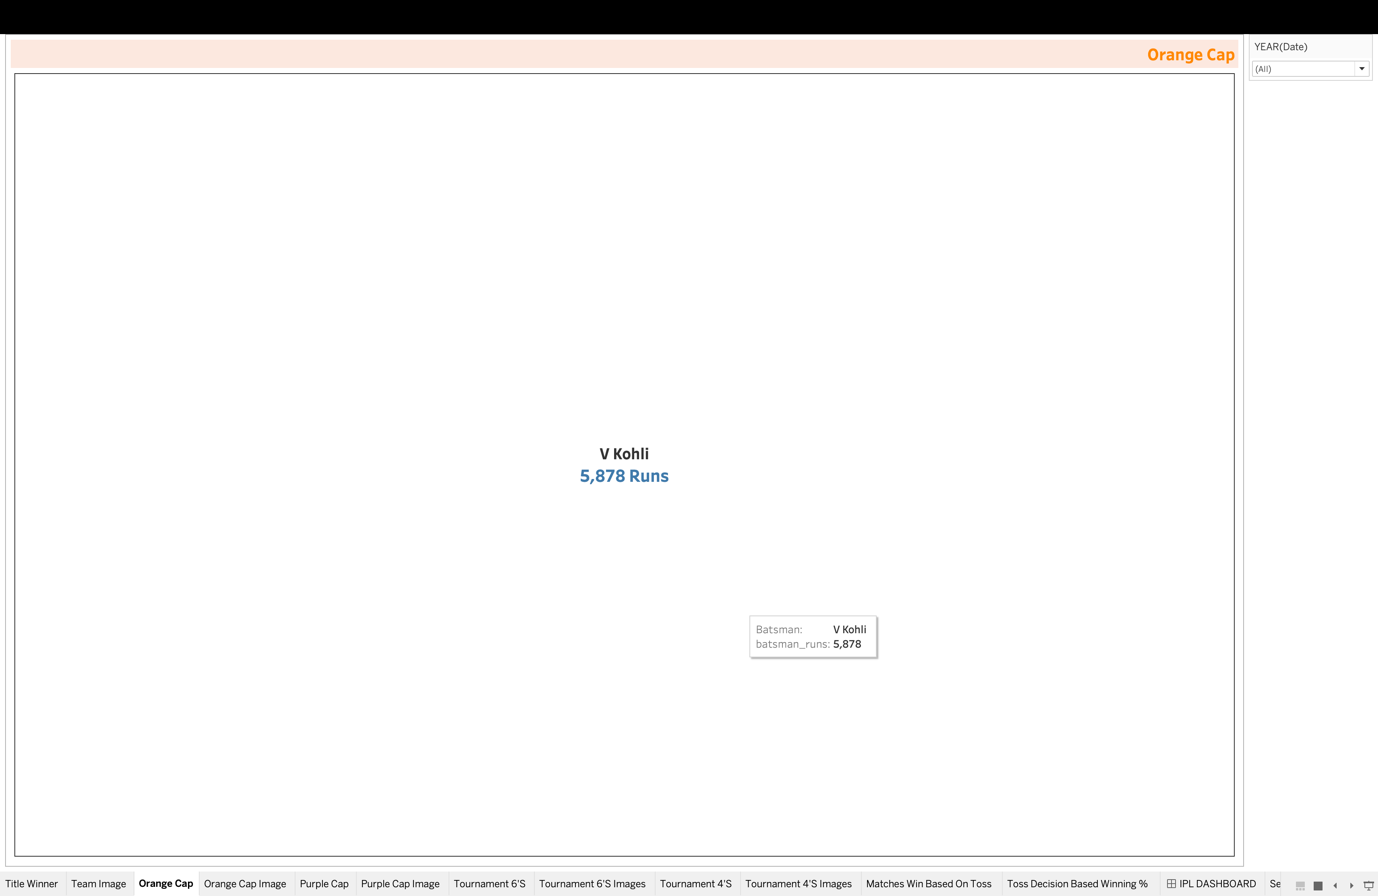 Orange Cap
YEAR(Date)
(All)
V Kohli
5,878 Runs
Batsman: V Kohli
batsman_runs: 5,878
Title Winner Team Image Orange Cap Orange Cap Image Purple Cap Purple Cap Image Tournament 6'S Tournament 6'S Images Tournament 4'S Tournament 4'S Images Matches Win Based On Toss Toss Decision Based Winning % IPL DASHBOARD Se